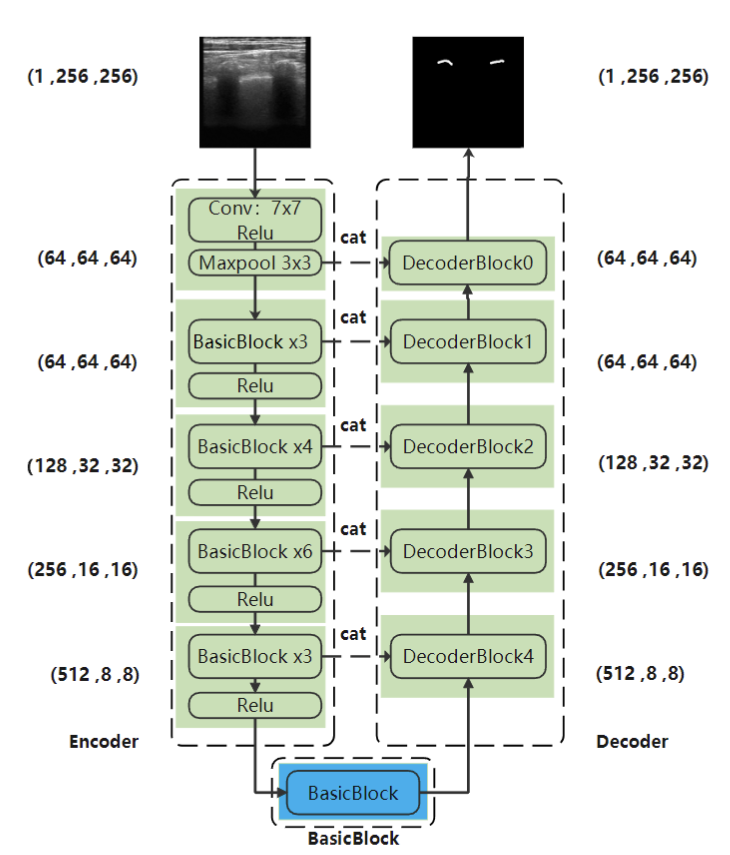 (1 ,256 ,256)
(1 ,256 ,256)
Conv: 7x7
Relu
Maxpool 3x3
cat
DecoderBlock0
(64 ,64 ,64)
(64 ,64 ,64)
BasicBlock x3
Relu
cat
DecoderBlock1
(64 ,64 ,64)
(64 ,64 ,64)
BasicBlock x4
Relu
cat
DecoderBlock2
(128 ,32 ,32)
(128 ,32 ,32)
BasicBlock x6
Relu
cat
DecoderBlock3
(256 ,16 ,16)
(256 ,16 ,16)
BasicBlock x3
Relu
cat
DecoderBlock4
(512 ,8 ,8)
(512 ,8 ,8)
Encoder
Decoder
BasicBlock
BasicBlock